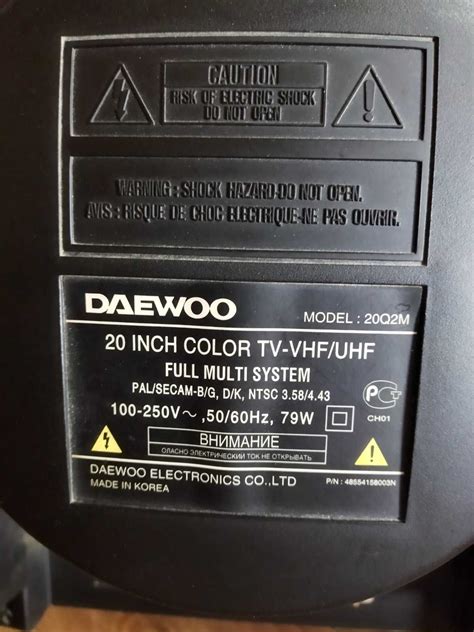 CAUTION
RISK OF ELECTRIC SHOCK
DO NOT OPEN
WARNING : SHOCK HAZARD-DO NOT OPEN.
AVIS : RISQUE DE CHOC ELECTRIQUE-NE PAS OUVRIR.
DAEWOO MODEL : 20Q2M
20 INCH COLOR TV-VHF/UHF
FULL MULTI SYSTEM
PAL/SECAM-B/G, D/K, NTSC 3.58/4.43
100-250V~ ,50/60Hz, 79W
PG
CH01
ВНИМАНИЕ
ОПАСНО ЭЛЕКТРИЧЕСКИЙ ТОК НЕ ОТКРЫВАТЬ
DAEWOO ELECTRONICS CO.,LTD
MADE IN KOREA P/N : 48554158003N